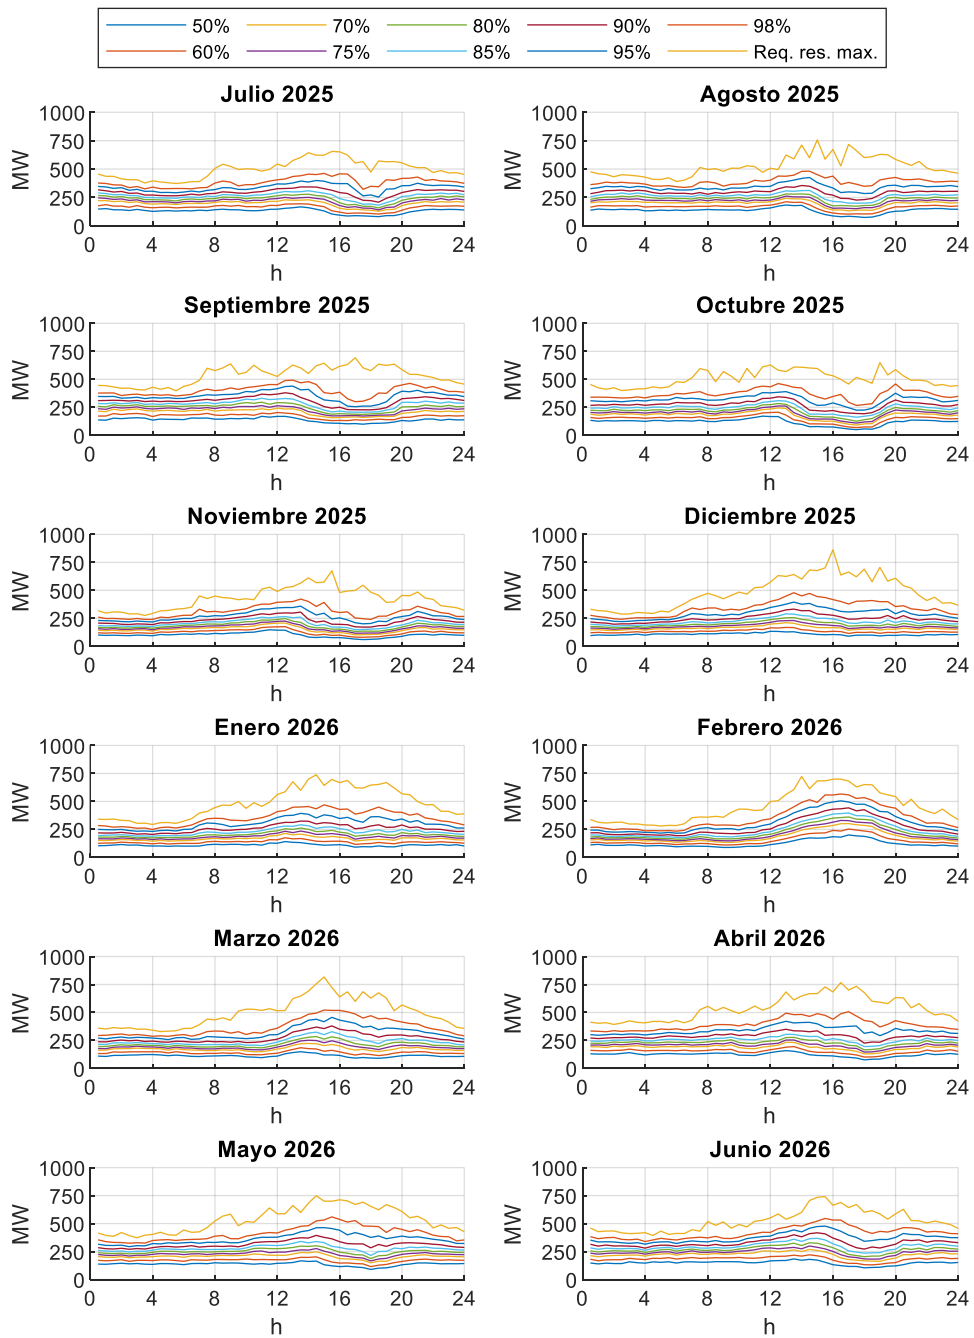 50% 70% 80% 90% 98%
60% 75% 85% 95% Req. res. max.
Julio 2025 Agosto 2025
1000 1000
750 750
500 500
250 250
0 0
MW MW
0 4 8 12 16 20 24 0 4 8 12 16 20 24
h h
Septiembre 2025 Octubre 2025
1000 1000
750 750
500 500
250 250
0 0
MW MW
0 4 8 12 16 20 24 0 4 8 12 16 20 24
h h
Noviembre 2025 Diciembre 2025
1000 1000
750 750
500 500
250 250
0 0
MW MW
0 4 8 12 16 20 24 0 4 8 12 16 20 24
h h
Enero 2026 Febrero 2026
1000 1000
750 750
500 500
250 250
0 0
MW MW
0 4 8 12 16 20 24 0 4 8 12 16 20 24
h h
Marzo 2026 Abril 2026
1000 1000
750 750
500 500
250 250
0 0
MW MW
0 4 8 12 16 20 24 0 4 8 12 16 20 24
h h
Mayo 2026 Junio 2026
1000 1000
750 750
500 500
250 250
0 0
MW MW
0 4 8 12 16 20 24 0 4 8 12 16 20 24
h h